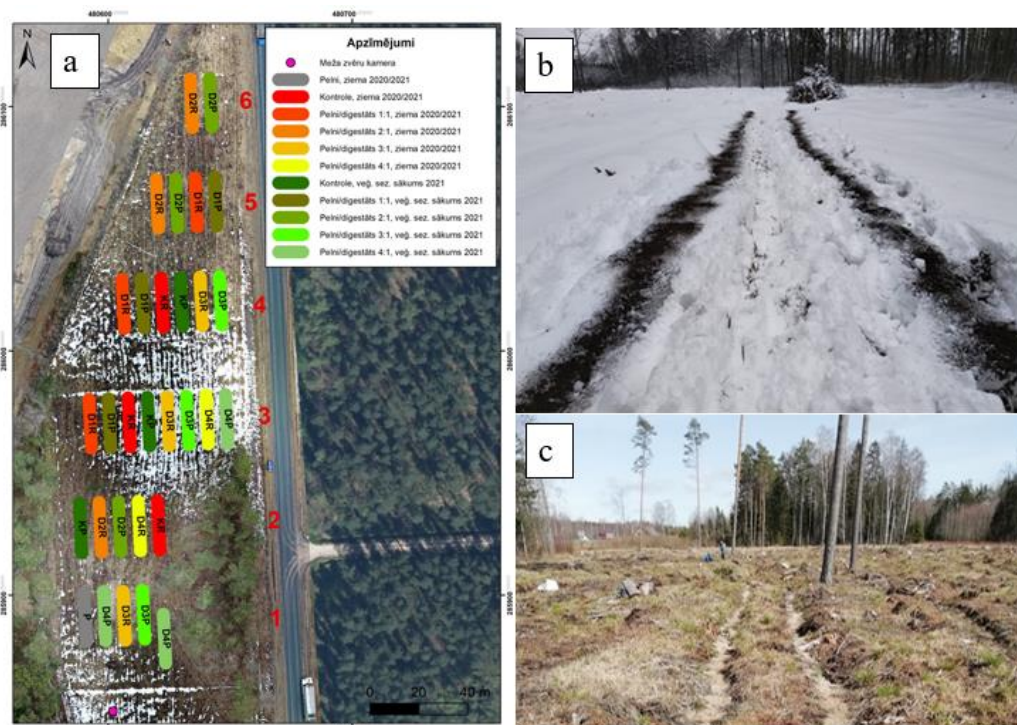 480600
480700
N
a
Apzīmējumi
Meža zvēru kamera
Pelni, ziema 2020/2021
Kontrole, ziema 2020/2021
Pelni/digestāts 1:1, ziema 2020/2021
Pelni/digestāts 2:1, ziema 2020/2021
Pelni/digestāts 3:1, ziema 2020/2021
Pelni/digestāts 4:1, ziema 2020/2021
Kontrole, veģ. sez. sākums 2021
Pelni/digestāts 1:1, veģ. sez. sākums 2021
Pelni/digestāts 2:1, veģ. sez. sākums 2021
Pelni/digestāts 3:1, veģ. sez. sākums 2021
Pelni/digestāts 4:1, veģ. sez. sākums 2021
286100
D2R D2P 6
D2R D2P D1R D1P 5
D1R D1P KR KP D3R D3P 4
286000
D1R D1P KR KP D3R D3P D4R D4P 3
KP D2R D2P D4R KR 2
285900
P D4P D3R D3P D4P 1
0 20 40 m
b
c